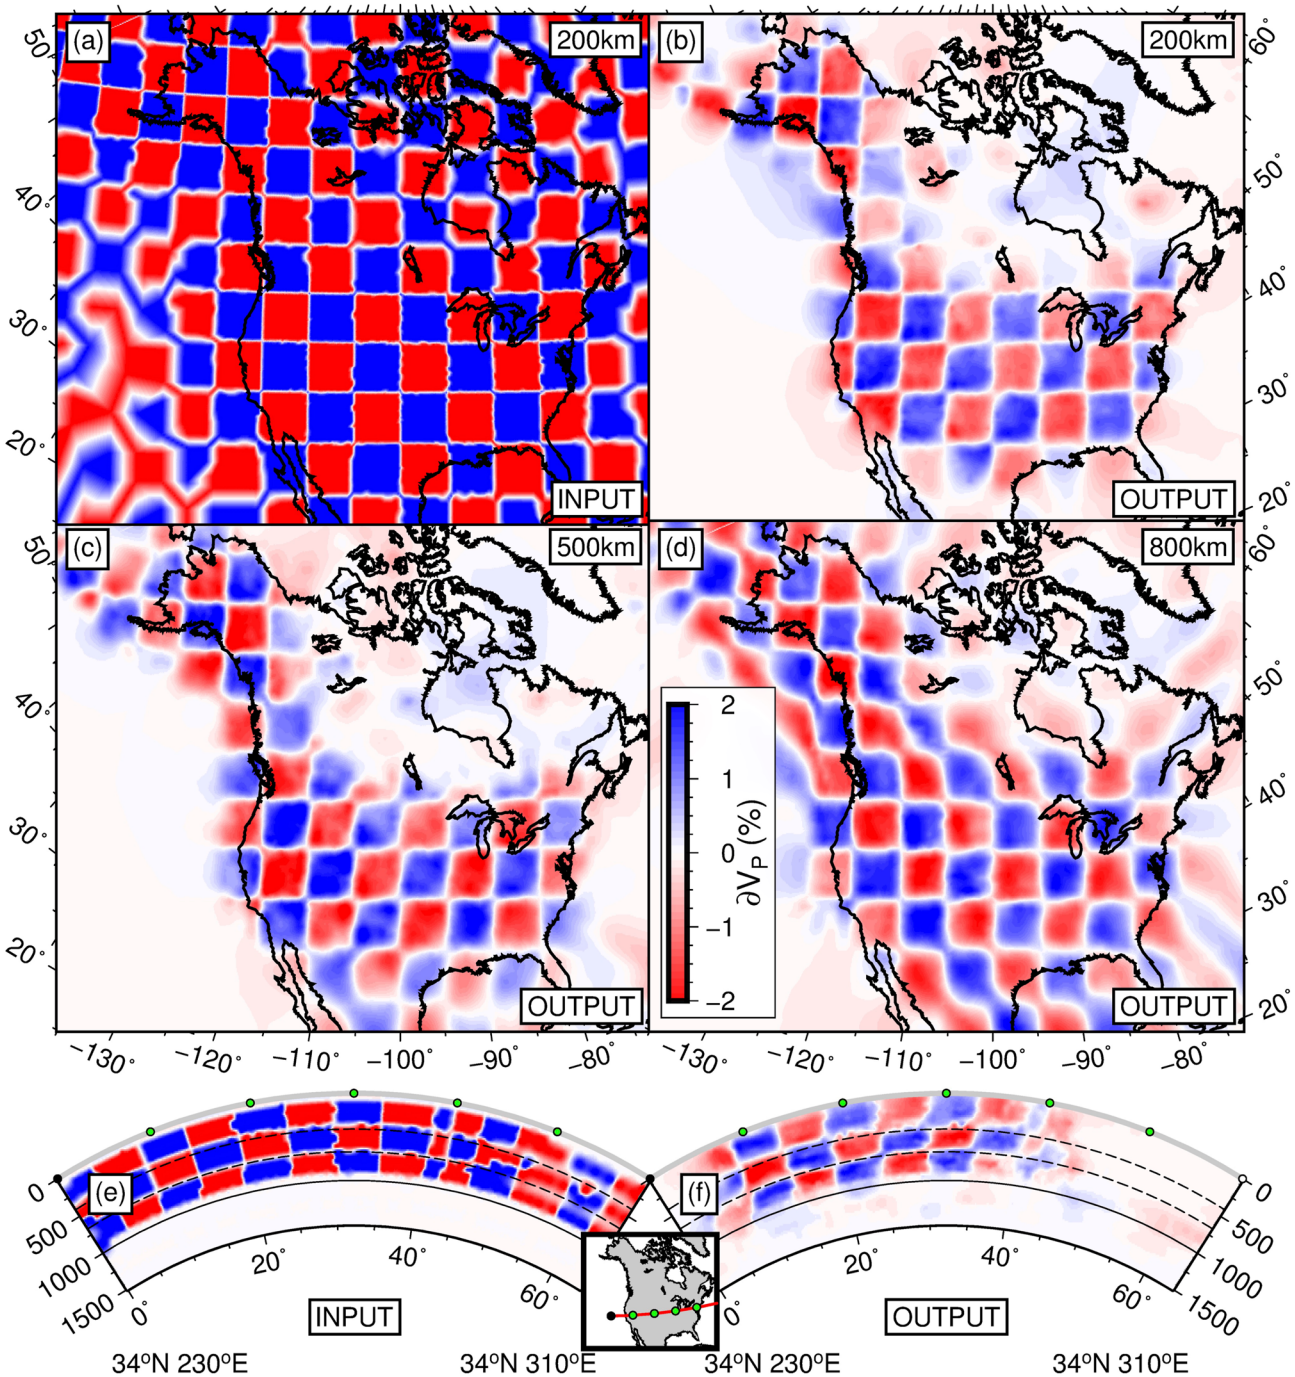 (a) 200km (b) 200km
50° 60°
40° 50°
30° 40°
20° 30°
INPUT OUTPUT 20°
(c) 500km (d) 800km
50° 60°
40° 50°
30° 40°
20° 30°
2
1
0
−1
−2
∂VP (%)
OUTPUT OUTPUT 20°
−130° −120° −110° −100° −90° −80° −130° −120° −110° −100° −90° −80°
0 (e) (f) 0
500 500
1000 1000
1500 1500
0° 20° 40° 60° 0° 20° 40° 60°
INPUT OUTPUT
34°N 230°E 34°N 310°E 34°N 230°E 34°N 310°E